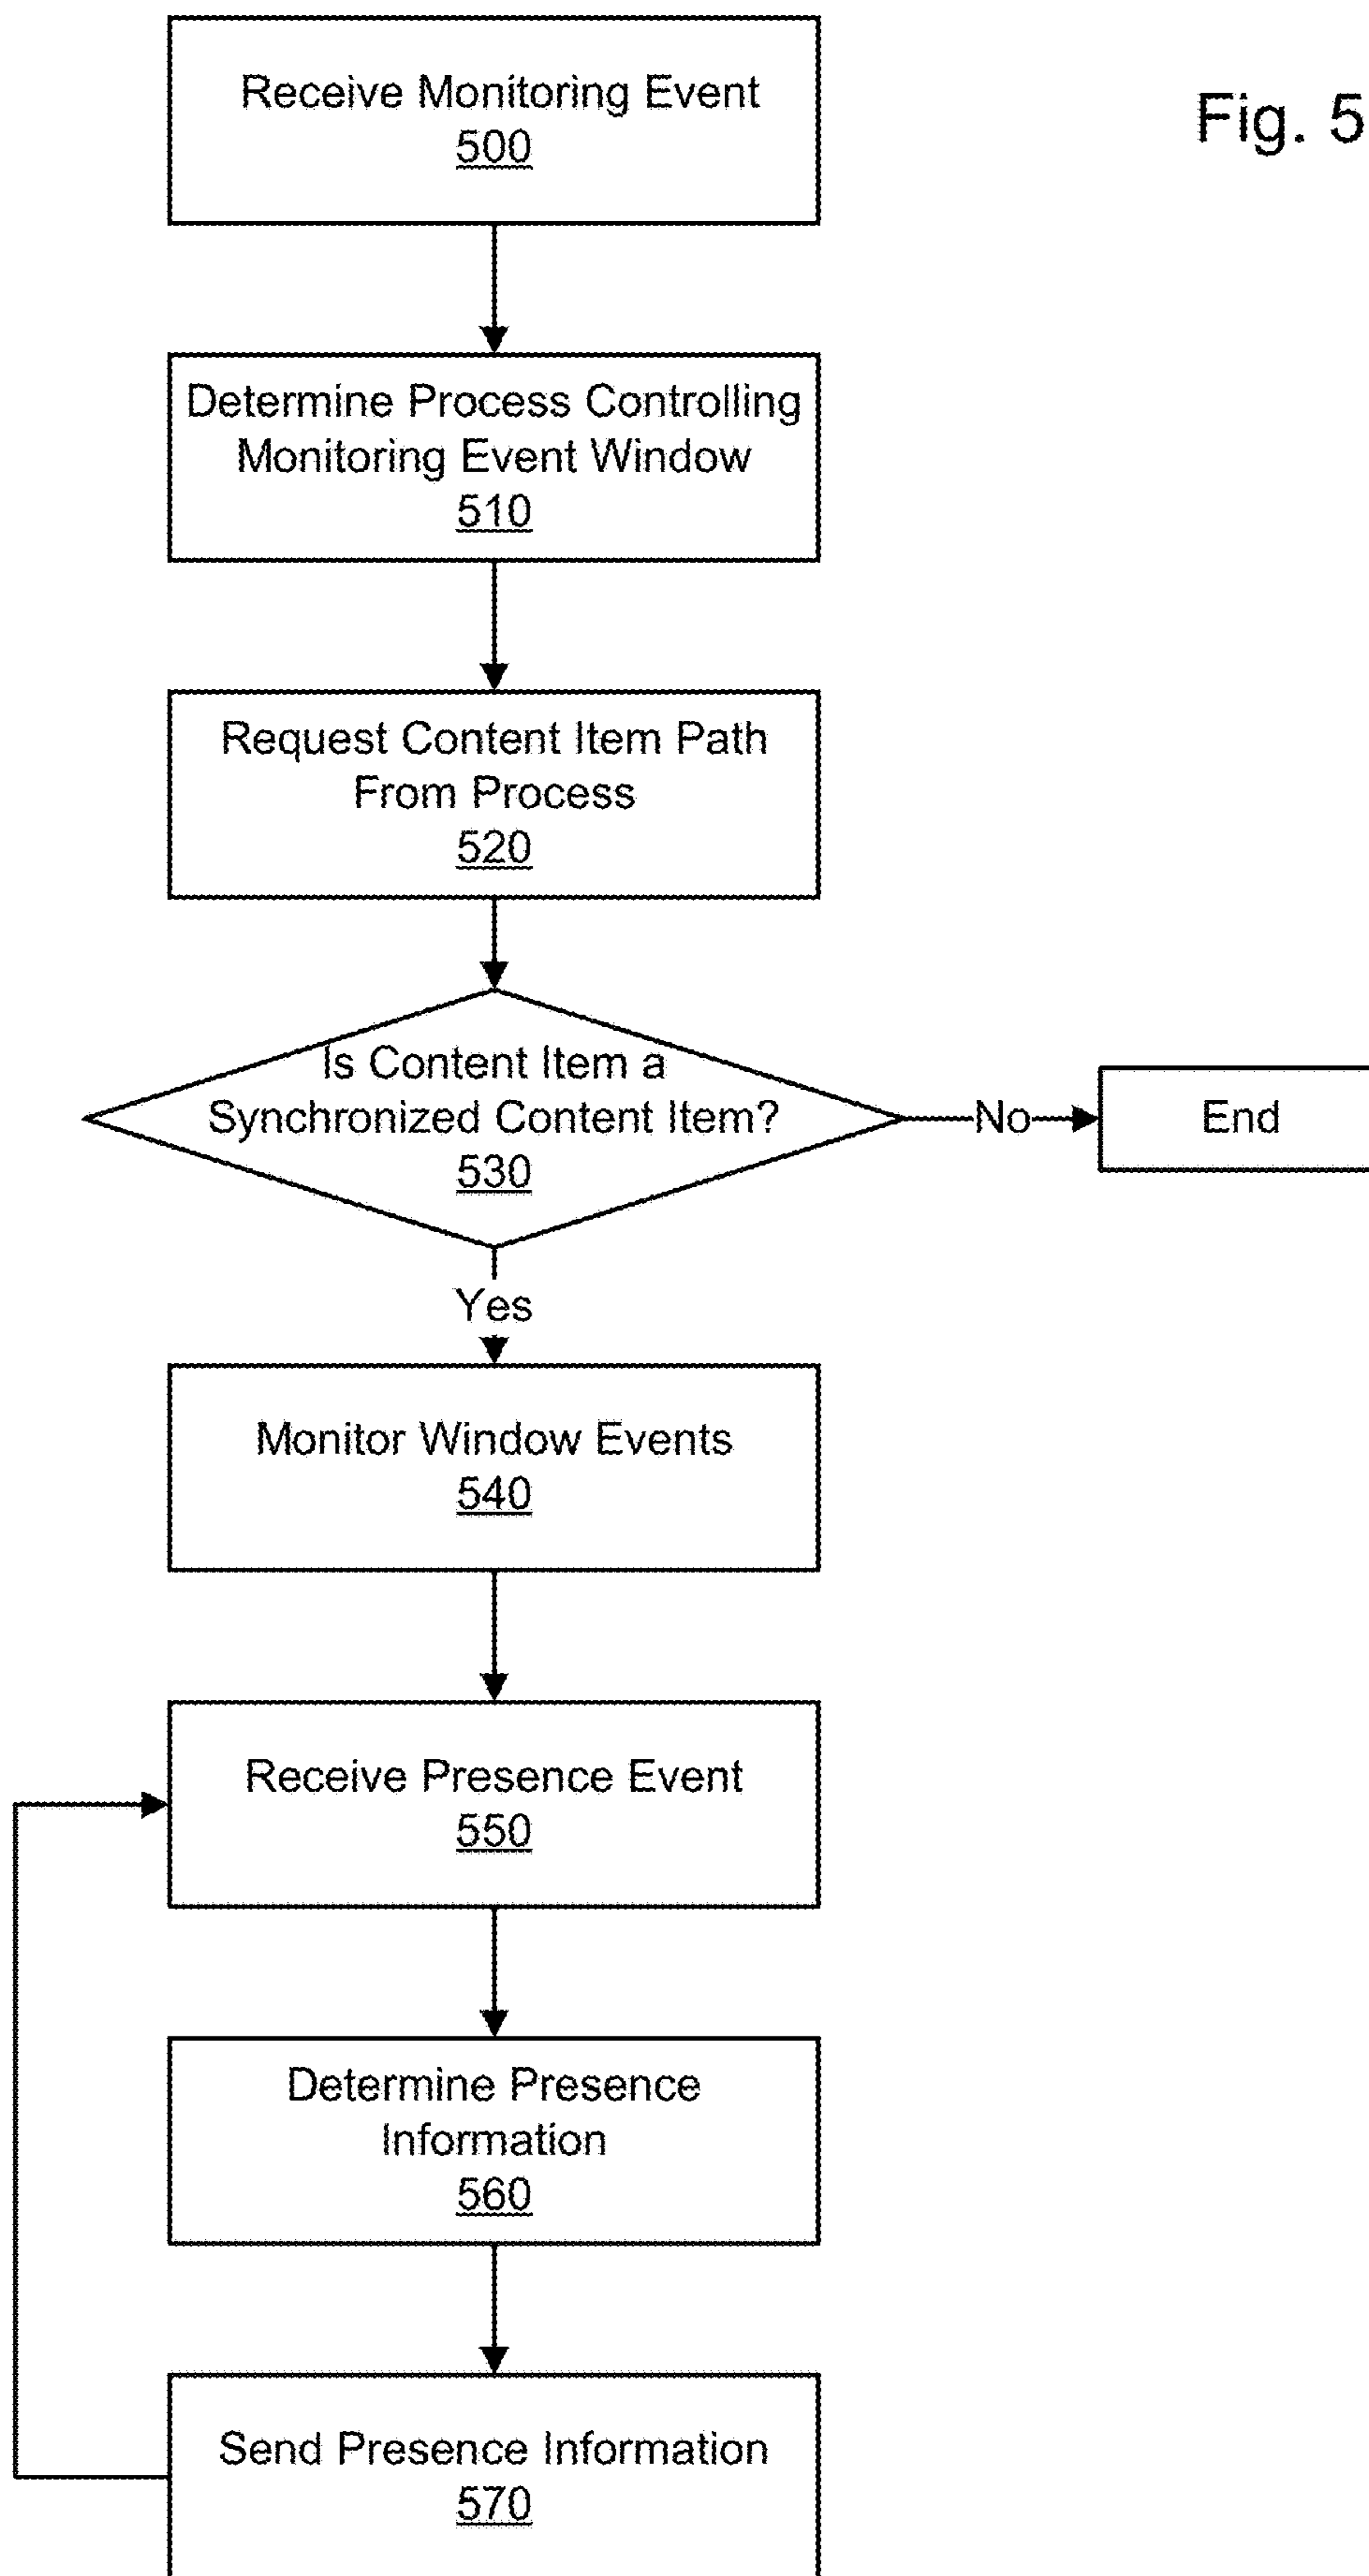 Fig. 5
Receive Monitoring Event
500
Determine Process Controlling
Monitoring Event Window
510
Request Content Item Path
From Process
520
Is Content Item a
Synchronized Content Item?
530
No
End
Yes
Monitor Window Events
540
Receive Presence Event
550
Determine Presence
Information
560
Send Presence Information
570